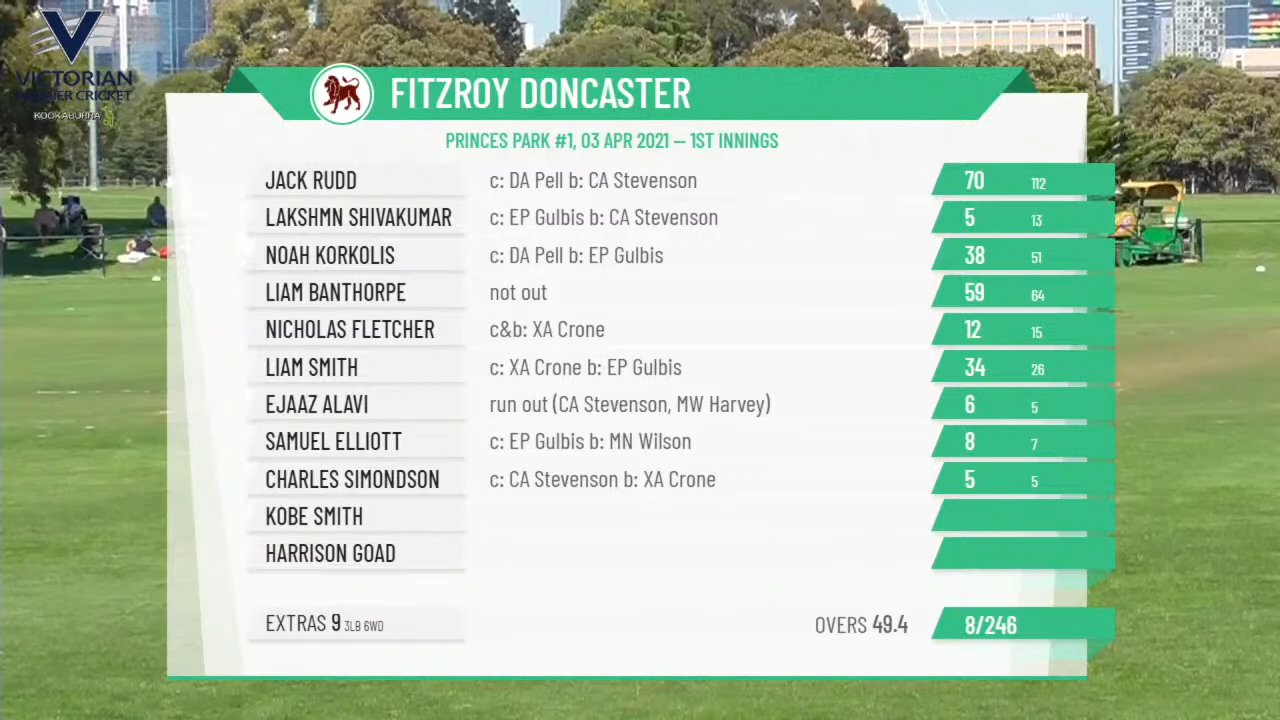 VICTORIAN
PREMIER CRICKET
KOOKABURRA
FITZROY DONCASTER
PRINCES PARK #1, 03 APR 2021 – 1ST INNINGS
JACK RUDD c: DA Pell b: CA Stevenson 70 112
LAKSHMN SHIVAKUMAR c: EP Gulbis b: CA Stevenson 5 13
NOAH KORKOLIS c: DA Pell b: EP Gulbis 38 51
LIAM BANTHORPE not out 59 64
NICHOLAS FLETCHER c&b: XA Crone 12 15
LIAM SMITH c: XA Crone b: EP Gulbis 34 26
EJAAZ ALAVI run out (CA Stevenson, MW Harvey) 6 5
SAMUEL ELLIOTT c: EP Gulbis b: MN Wilson 8 7
CHARLES SIMONDSON c: CA Stevenson b: XA Crone 5 5
KOBE SMITH
HARRISON GOAD
EXTRAS 9 3LB 6WD OVERS 49.4 8/246